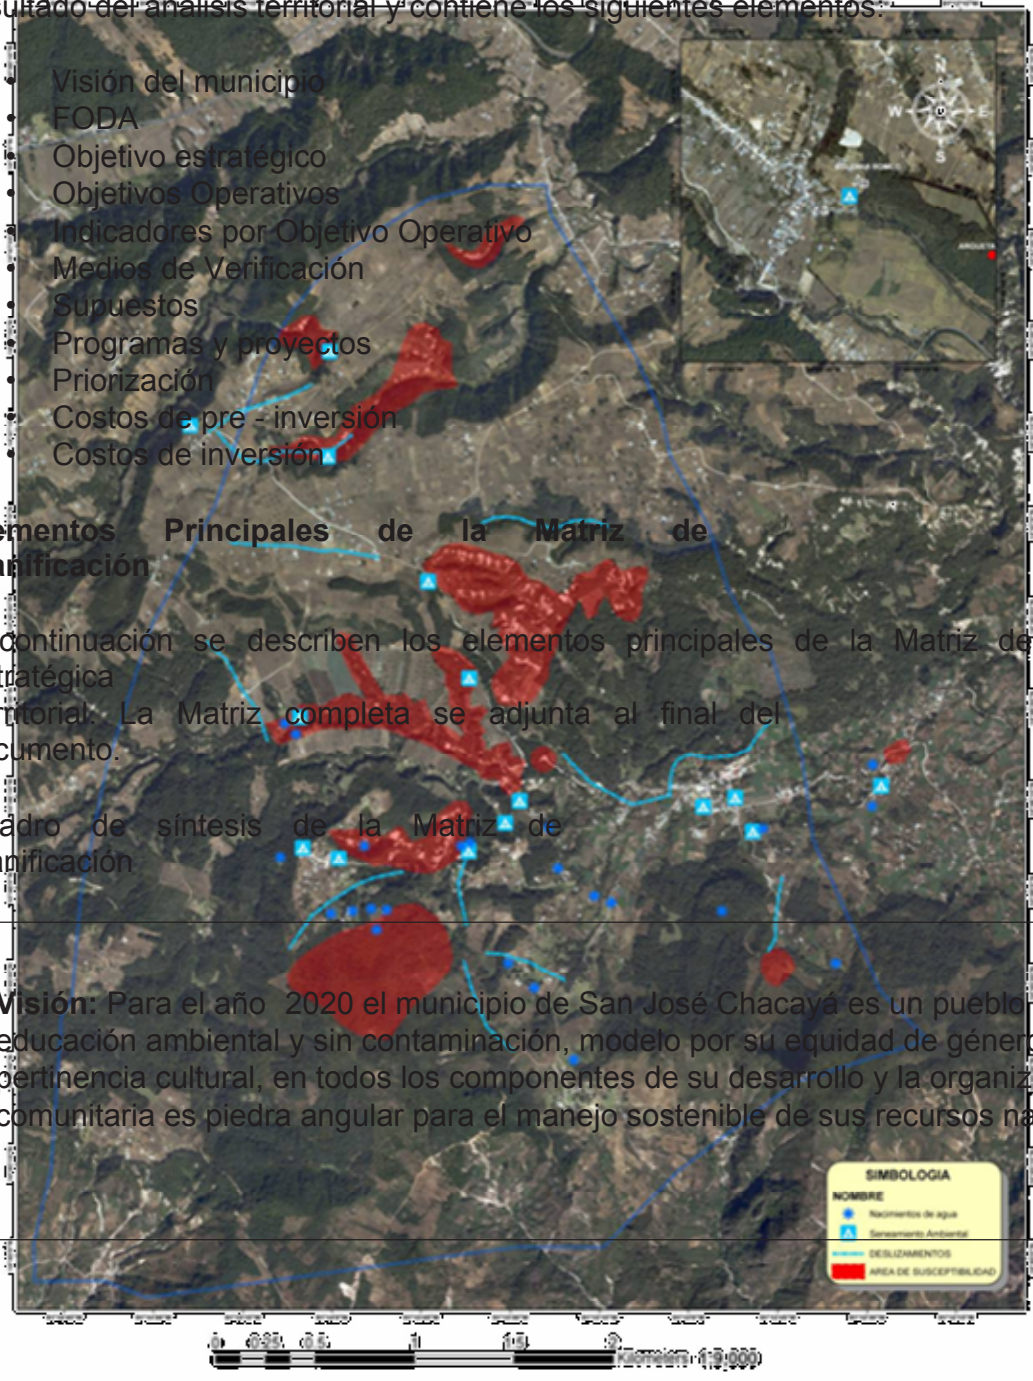 sultado del análisis territorial y contiene los siguientes elementos:
• Visión del municipio
• FODA
• Objetivo estratégico
• Objetivos Operativos
• Indicadores por Objetivo Operativo
• Medios de Verificación
• Supuestos
• Programas y proyectos
• Priorización
• Costos de pre - inversión
• Costos de inversión
ementos Principales de la Matriz de
anificación
continuación se describen los elementos principales de la Matriz de
tratégica
rritorial. La Matriz completa se adjunta al final del
cumento.
adro de síntesis de la Matriz de
anificación
Visión: Para el año 2020 el municipio de San José Chacayá es un pueblo
educación ambiental y sin contaminación, modelo por su equidad de géner
pertinencia cultural, en todos los componentes de su desarrollo y la organiz
comunitaria es piedra angular para el manejo sostenible de sus recursos na
N
W E
S
ARGUETA
SIMBOLOGIA
NOMBRE
Nacimientos de agua
Saneamiento Ambiental
DESLIZAMIENTOS
AREA DE SUSCEPTIBILIDAD
0 0.25 0.5 1 1.5 2
Kilometers 1:9,000